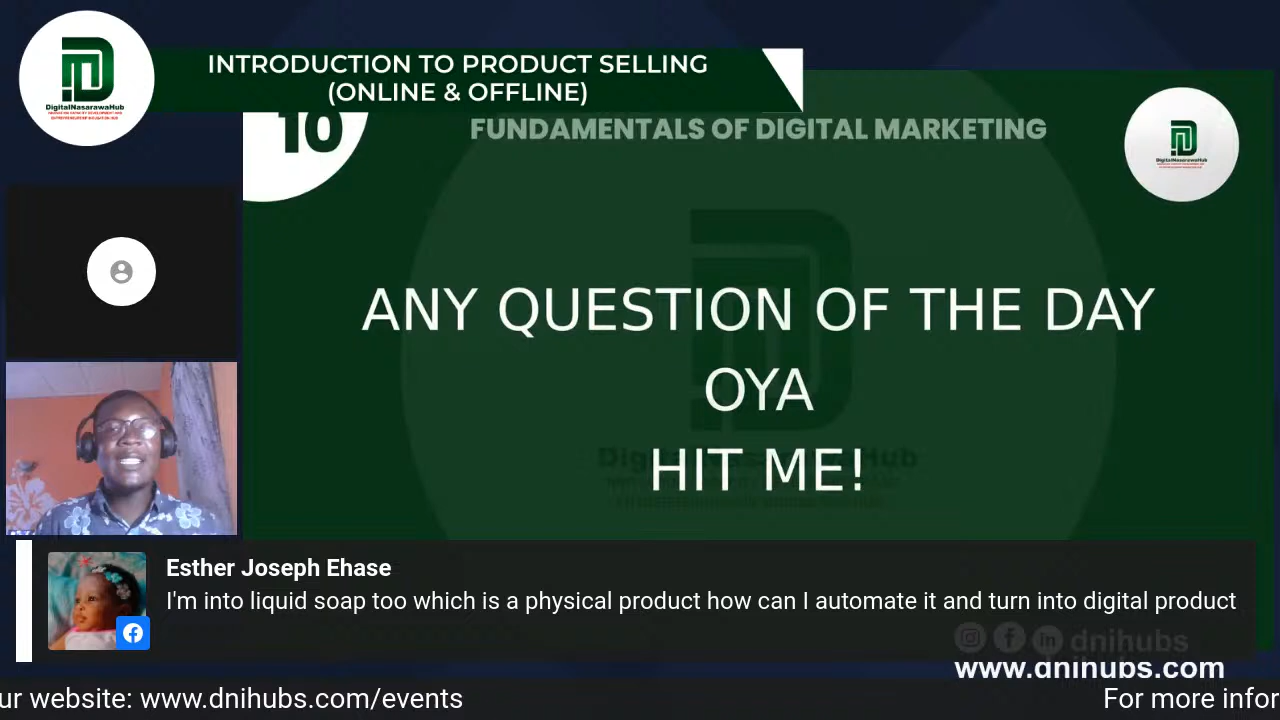 INTRODUCTION TO PRODUCT SELLING
(ONLINE & OFFLINE)
DigitalNasarawaHub
10
FUNDAMENTALS OF DIGITAL MARKETING
DigitalNasarawaHub
ANY QUESTION OF THE DAY
OYA
HIT ME!
DigitalNasarawaHub
Esther Joseph Ehase
I'm into liquid soap too which is a physical product how can I automate it and turn into digital product
dnihubs
www.dnihubs.com
ur website: www.dnihubs.com/events
For more infor